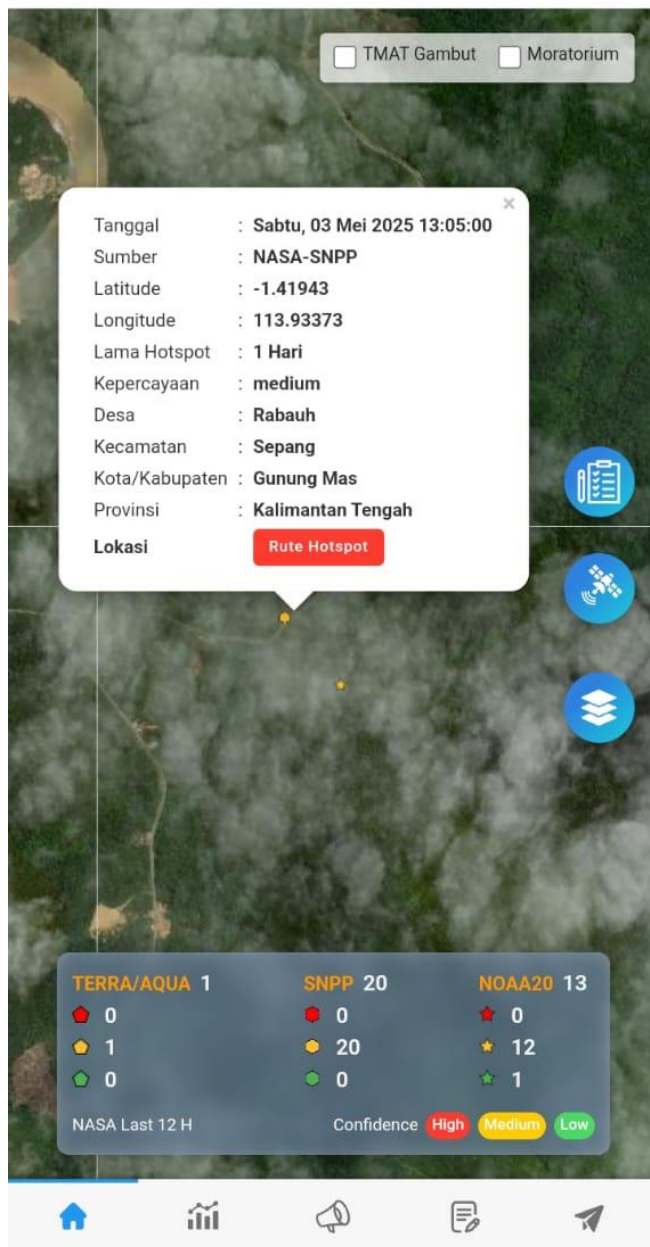 TMAT Gambut Moratorium
×
Tanggal : Sabtu, 03 Mei 2025 13:05:00
Sumber : NASA-SNPP
Latitude : -1.41943
Longitude : 113.93373
Lama Hotspot : 1 Hari
Kepercayaan : medium
Desa : Rabauh
Kecamatan : Sepang
Kota/Kabupaten : Gunung Mas
Provinsi : Kalimantan Tengah
Lokasi Rute Hotspot
TERRA/AQUA 1 SNPP 20 NOAA20 13
0 0 0
1 20 12
0 0 1
NASA Last 12 H Confidence High Medium Low